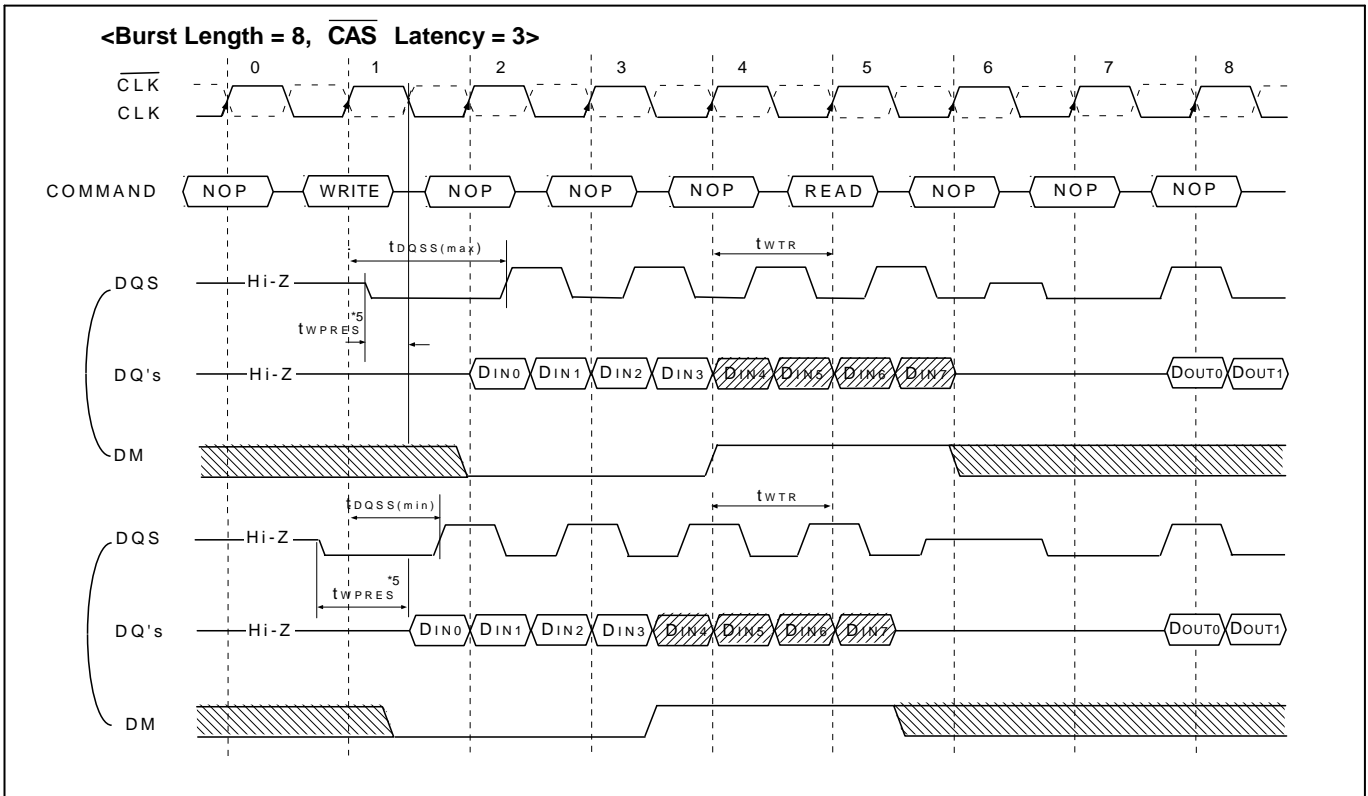 <Burst Length = 8, CAS Latency = 3>
0 1 2 3 4 5 6 7 8
CLK
CLK
COMMAND NOP WRITE NOP NOP NOP READ NOP NOP NOP
tDQSS(max) tWTR
DQS Hi-Z
tWPRES*5
DQ's Hi-Z DIN0 DIN1 DIN2 DIN3 DIN4 DIN5 DIN6 DIN7 DOUT0 DOUT1
DM
tDQSS(min) tWTR
DQS Hi-Z
tWPRES*5
DQ's Hi-Z DIN0 DIN1 DIN2 DIN3 DIN4 DIN5 DIN6 DIN7 DOUT0 DOUT1
DM